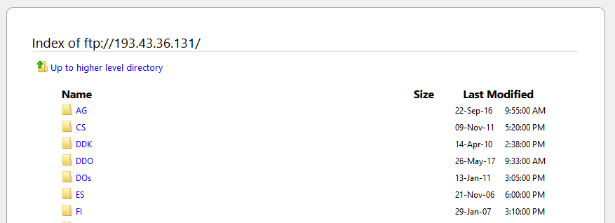 Index of ftp://193.43.36.131/
Up to higher level directory
Name Size Last Modified
AG 22-Sep-16 9:55:00 AM
CS 09-Nov-11 5:20:00 PM
DDK 14-Apr-10 2:38:00 PM
DDO 26-May-17 9:33:00 AM
DOs 13-Jan-11 3:05:00 PM
ES 21-Nov-06 6:00:00 PM
FI 29-Jan-07 3:10:00 PM